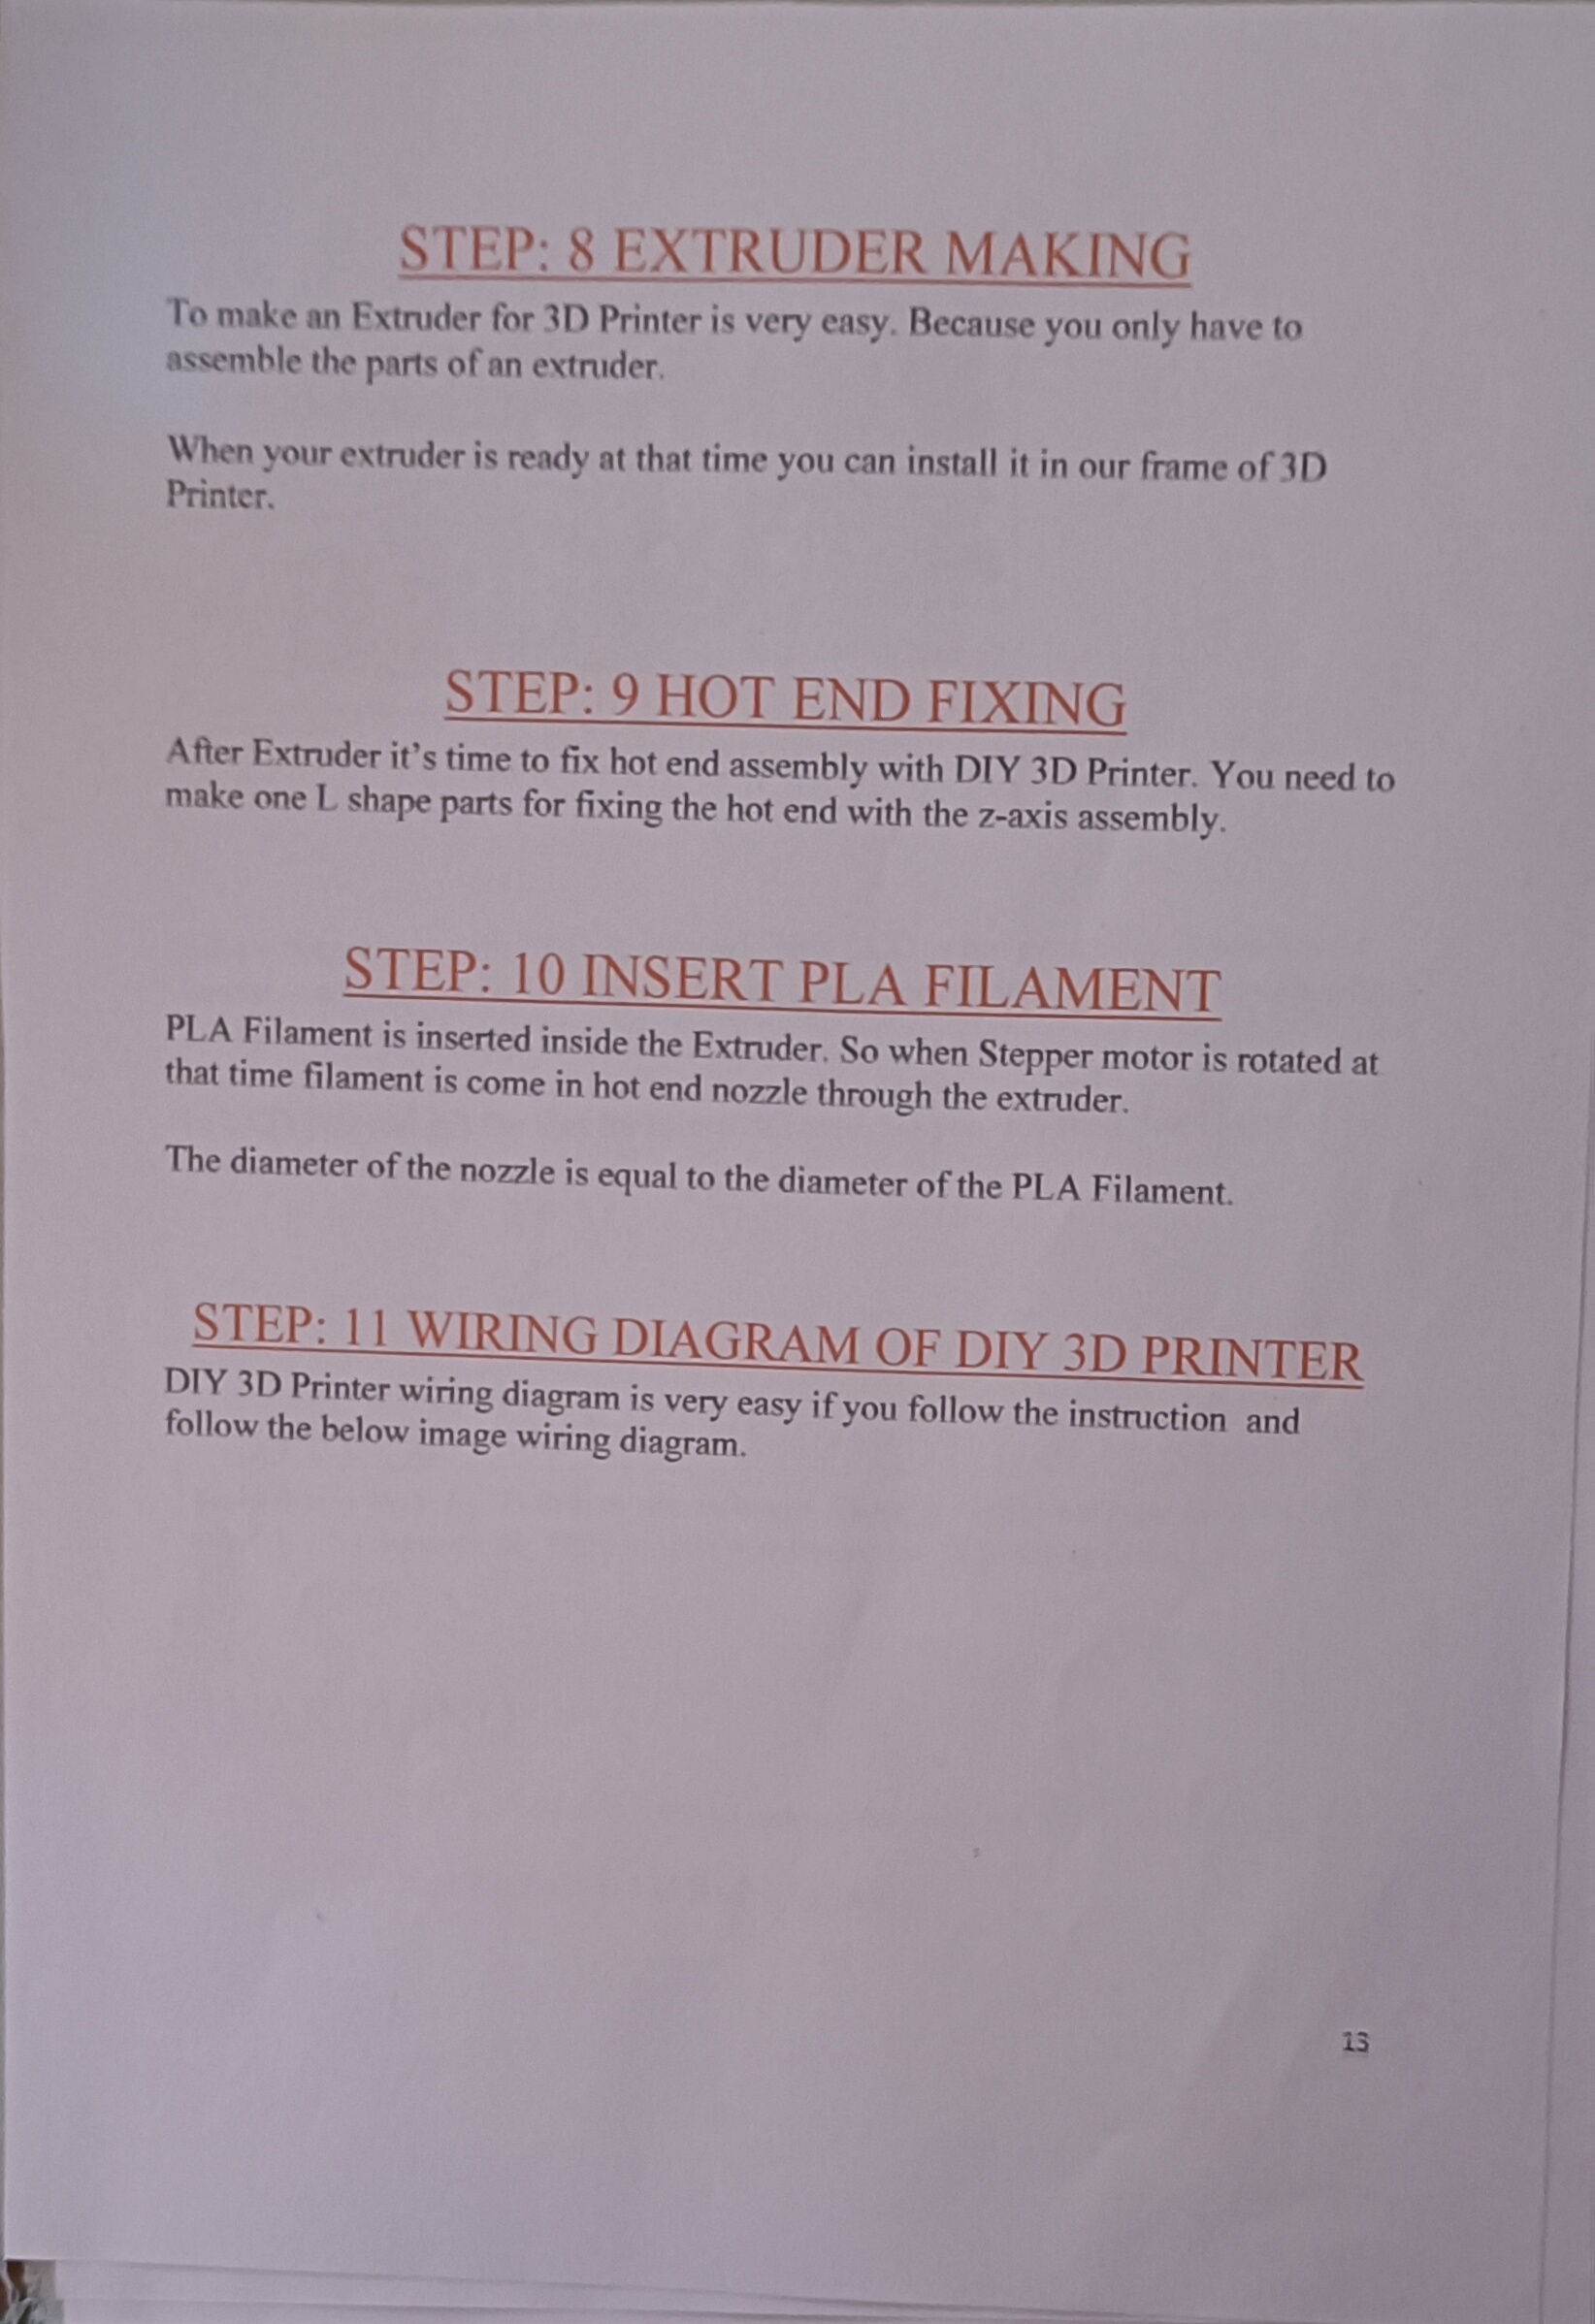 STEP: 8 EXTRUDER MAKING
To make an Extruder for 3D Printer is very easy. Because you only have to
assemble the parts of an extruder.
When your extruder is ready at that time you can install it in our frame of 3D
Printer.
STEP: 9 HOT END FIXING
After Extruder it’s time to fix hot end assembly with DIY 3D Printer. You need to
make one L shape parts for fixing the hot end with the z-axis assembly.
STEP: 10 INSERT PLA FILAMENT
PLA Filament is inserted inside the Extruder. So when Stepper motor is rotated at
that time filament is come in hot end nozzle through the extruder.
The diameter of the nozzle is equal to the diameter of the PLA Filament.
STEP: 11 WIRING DIAGRAM OF DIY 3D PRINTER
DIY 3D Printer wiring diagram is very easy if you follow the instruction and
follow the below image wiring diagram.
13